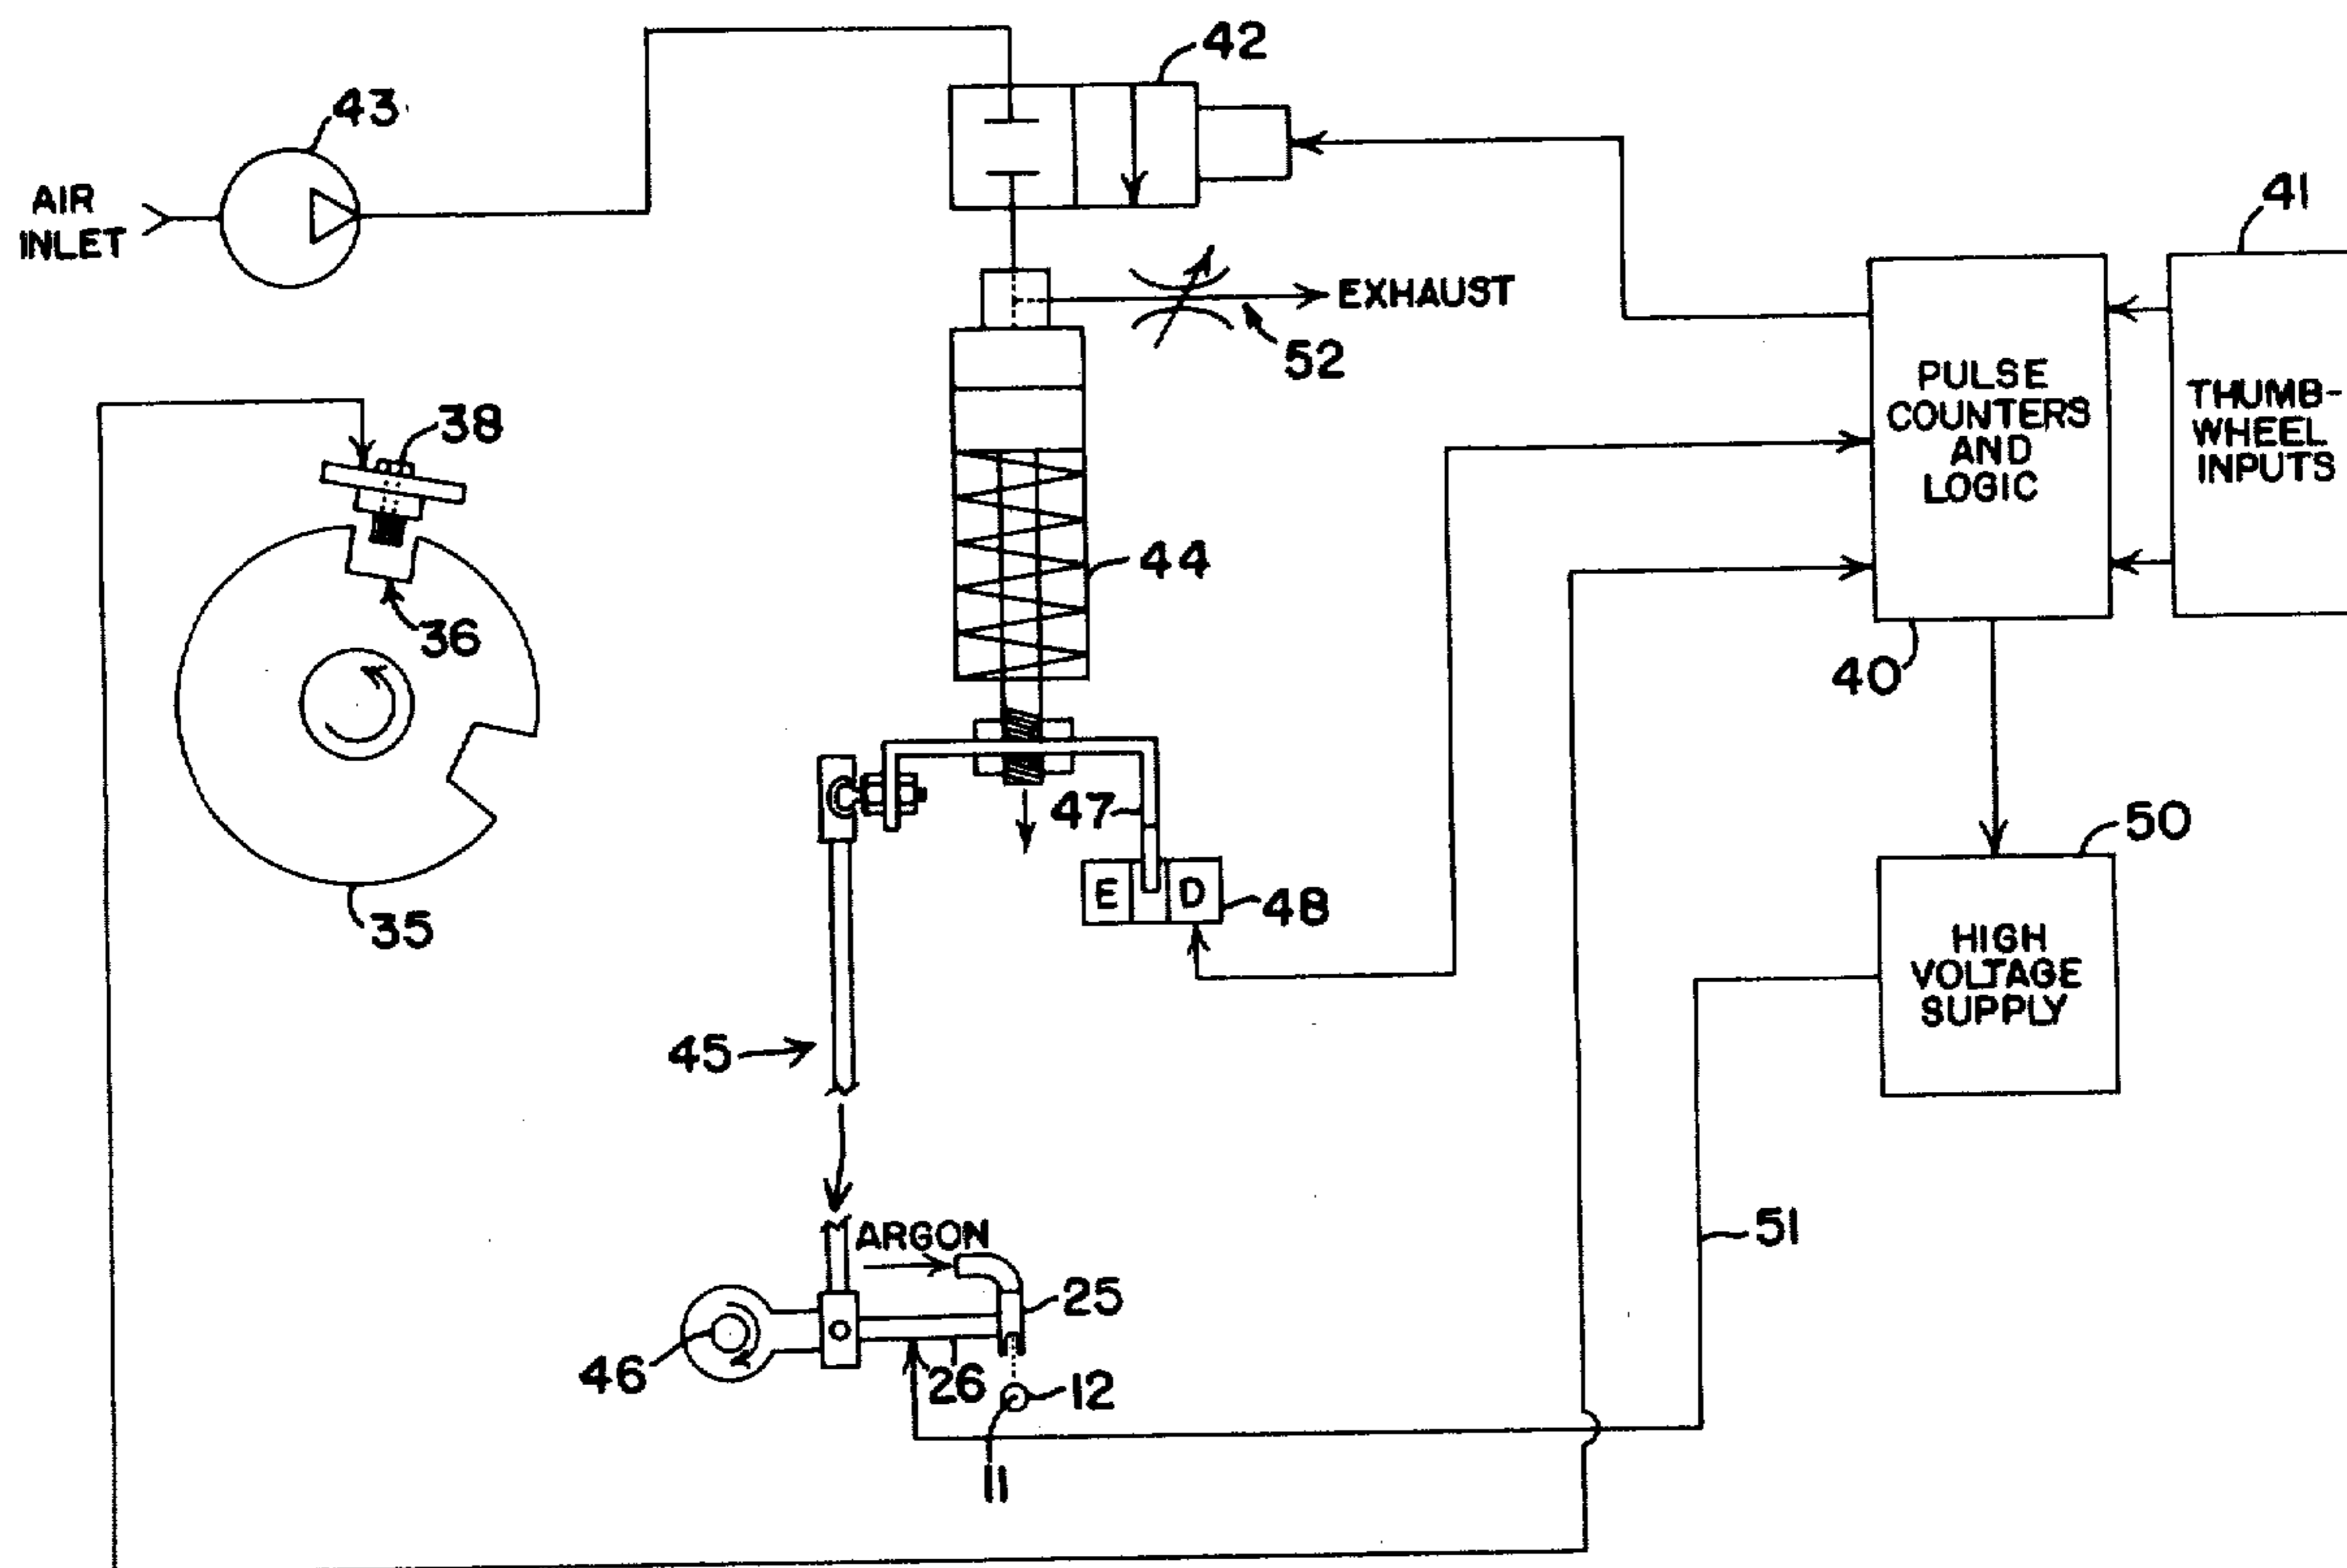 42
43
AIR
INLET
41
EXHAUST
52
38
PULSE
COUNTERS
AND
LOGIC
THUMB-
WHEEL
INPUTS
44
36
40
47
50
35
E
D
48
HIGH
VOLTAGE
SUPPLY
45
51
ARGON
25
46
26
12
11